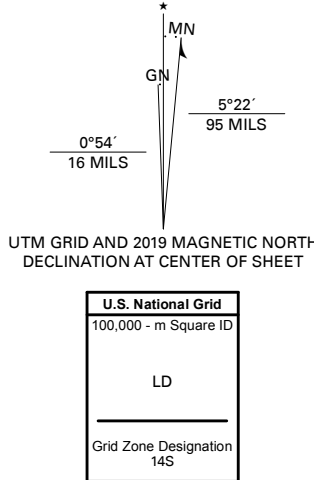 MN
GN
5°22´
95 MILS
0°54´
16 MILS
UTM GRID AND 2019 MAGNETIC NORTH
DECLINATION AT CENTER OF SHEET
U.S. National Grid
100,000 - m Square ID
LD
Grid Zone Designation
14S